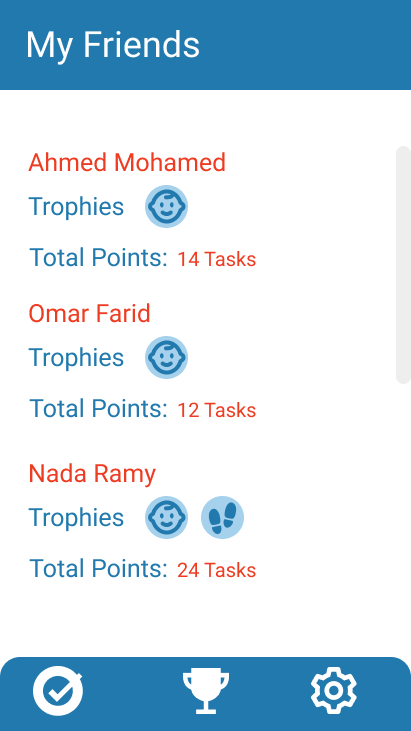 My Friends
Ahmed Mohamed
Trophies
Total Points: 14 Tasks
Omar Farid
Trophies
Total Points: 12 Tasks
Nada Ramy
Trophies
Total Points: 24 Tasks